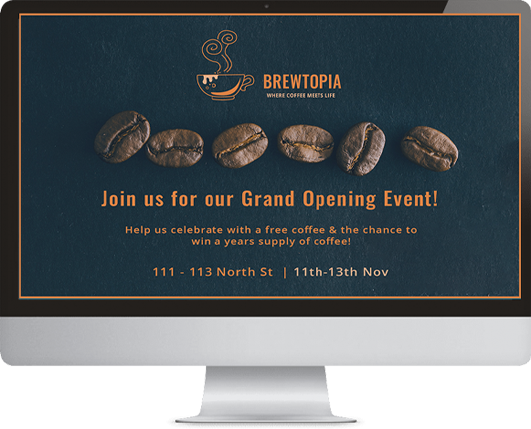 BREWTOPIA
WHERE COFFEE MEETS LIFE
Join us for our Grand Opening Event!
Help us celebrate with a free coffee & the chance to
win a years supply of coffee!
111 - 113 North St | 11th-13th Nov